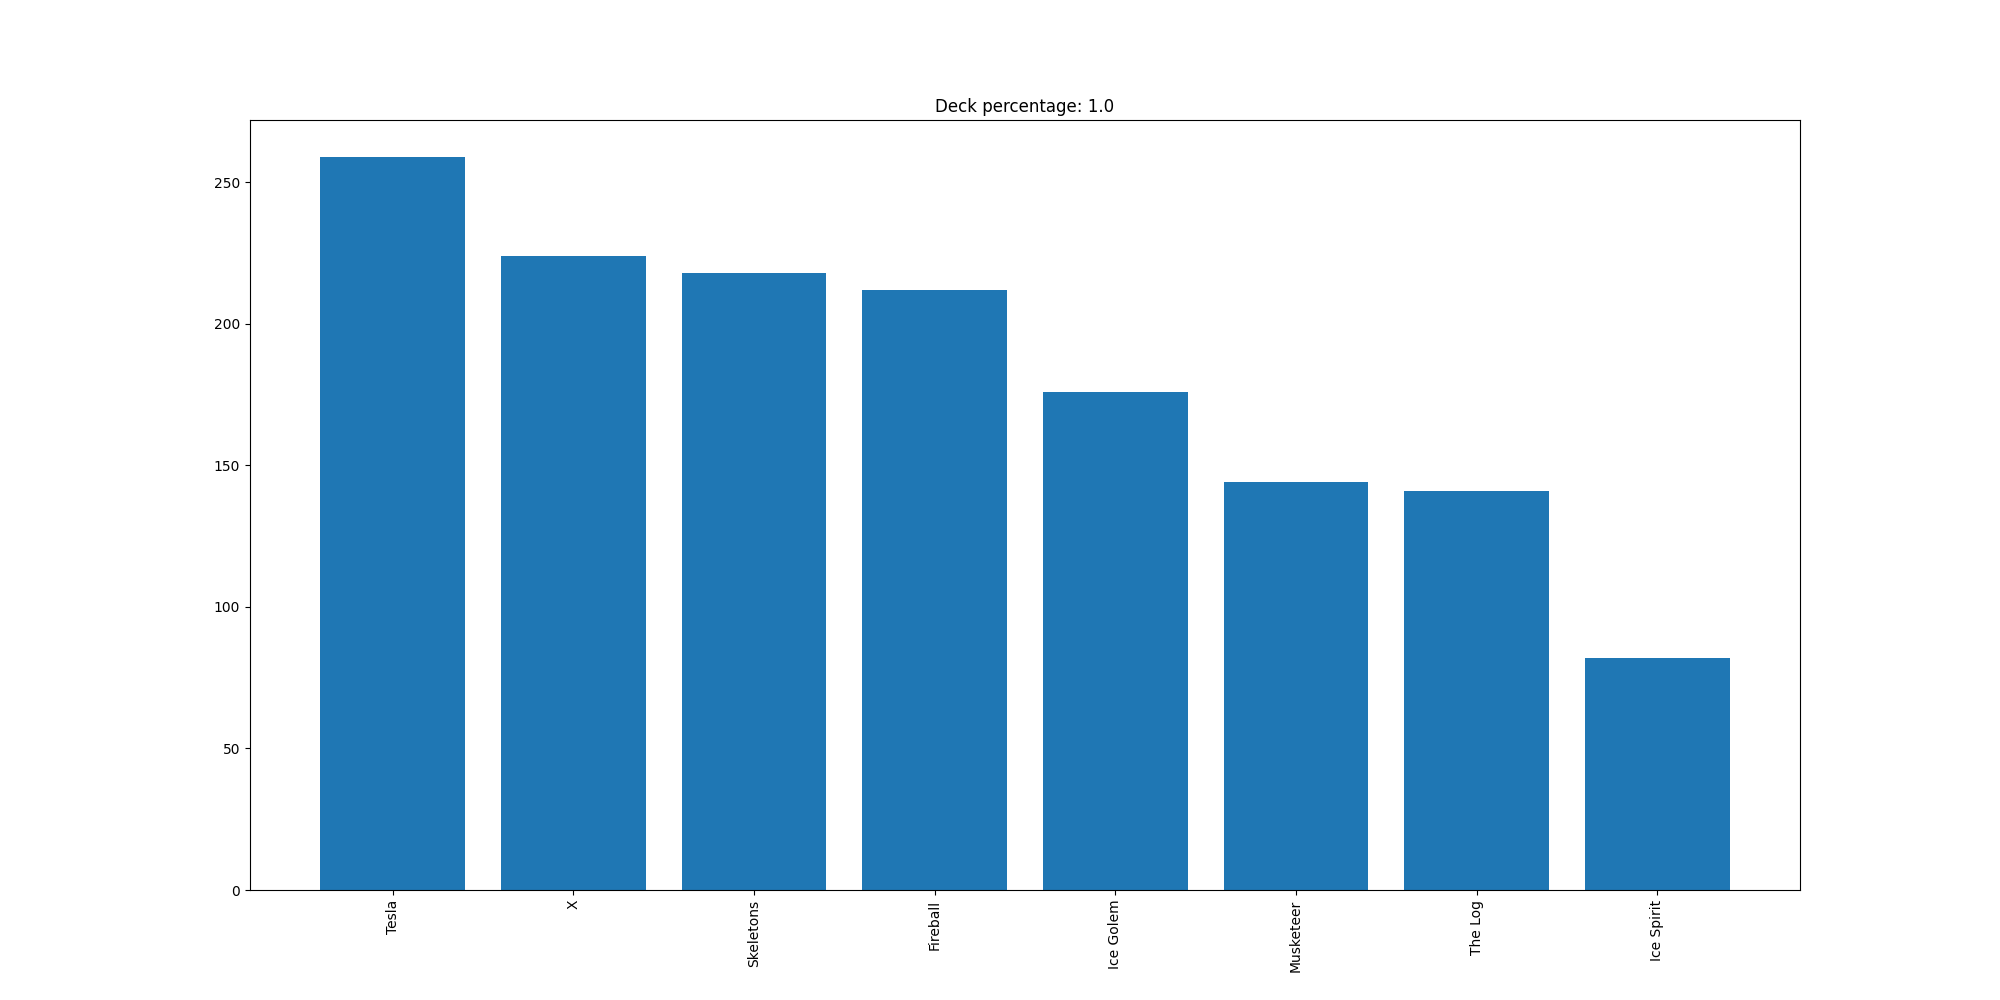 Deck percentage: 1.0
250
200
150
100
50
0
Tesla
X
Skeletons
Fireball
Ice Golem
Musketeer
The Log
Ice Spirit